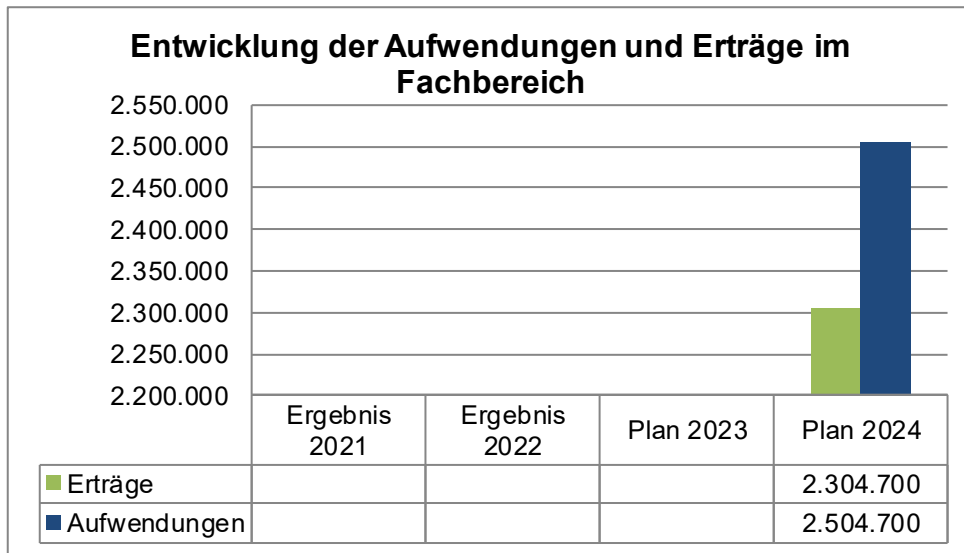 Entwicklung der Aufwendungen und Erträge im
Fachbereich
2.550.000
2.500.000
2.450.000
2.400.000
2.350.000
2.300.000
2.250.000
2.200.000
Ergebnis 2021
Ergebnis 2022
Plan 2023
Plan 2024
Erträge 2.304.700
Aufwendungen 2.504.700